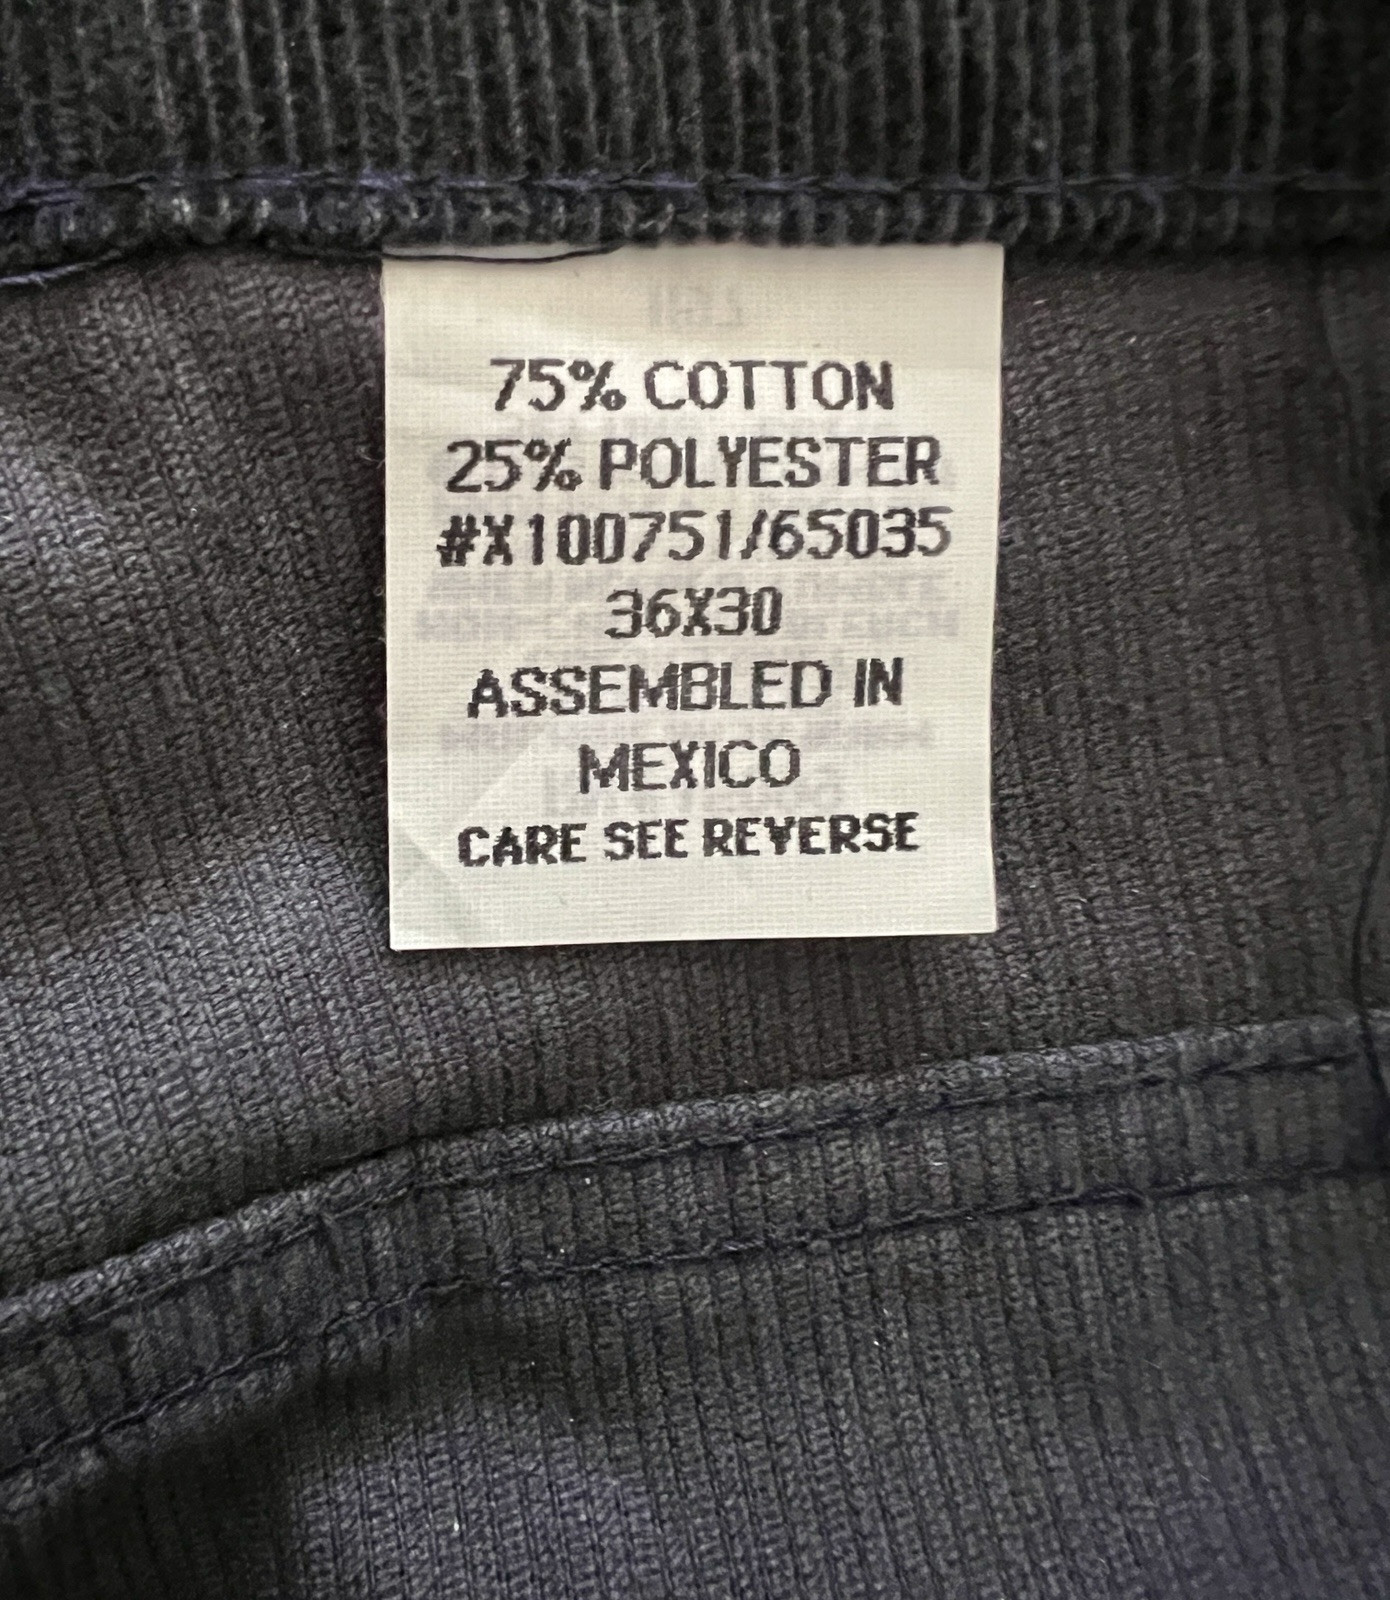 75% COTTON
25% POLYESTER
#X100751/65035
36X30
ASSEMBLED IN
MEXICO
CARE SEE REVERSE